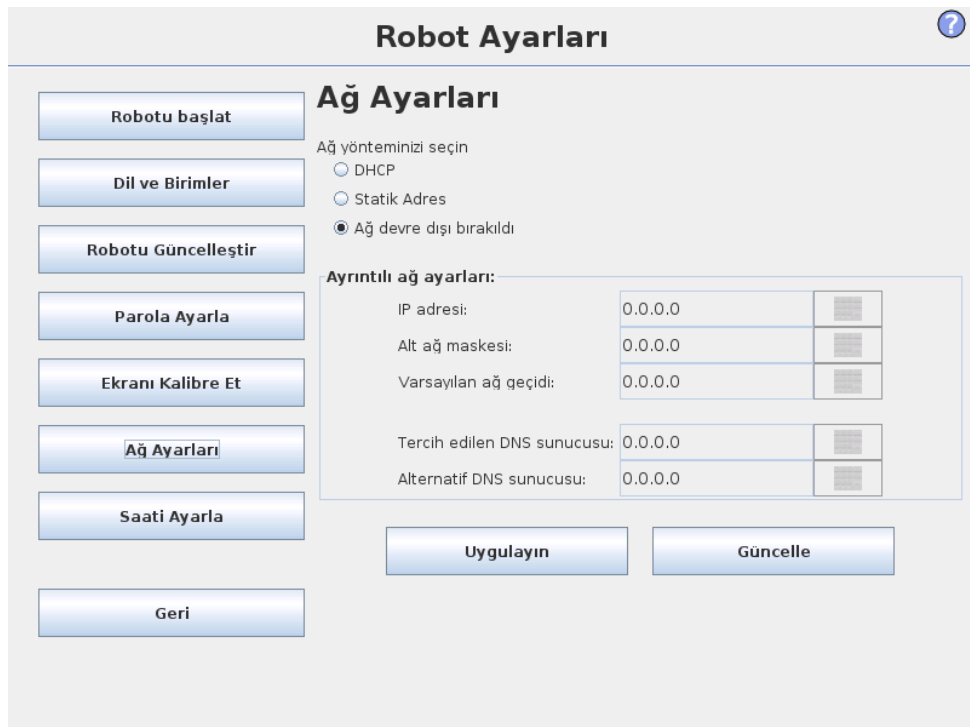 Robot Ayarları
?
Robotu başlat
Dil ve Birimler
Robotu Güncelleştir
Parola Ayarla
Ekranı Kalibre Et
Ağ Ayarları
Saati Ayarla
Geri
Ağ Ayarları
Ağ yönteminizi seçin
DHCP
Statik Adres
Ağ devre dışı bırakıldı
Ayrıntılı ağ ayarları:
IP adresi: 0.0.0.0
Alt ağ maskesi: 0.0.0.0
Varsayılan ağ geçidi: 0.0.0.0
Tercih edilen DNS sunucusu: 0.0.0.0
Alternatif DNS sunucusu: 0.0.0.0
Uygulayın Güncelle